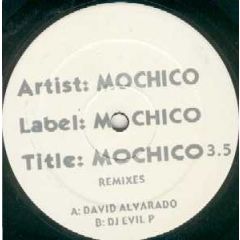 Artist: MOCHICO
Label: MOCHICO
Title: MOCHICO 3.5
REMIXES
A: DAVID ALVARADO
B: DJ EVIL P